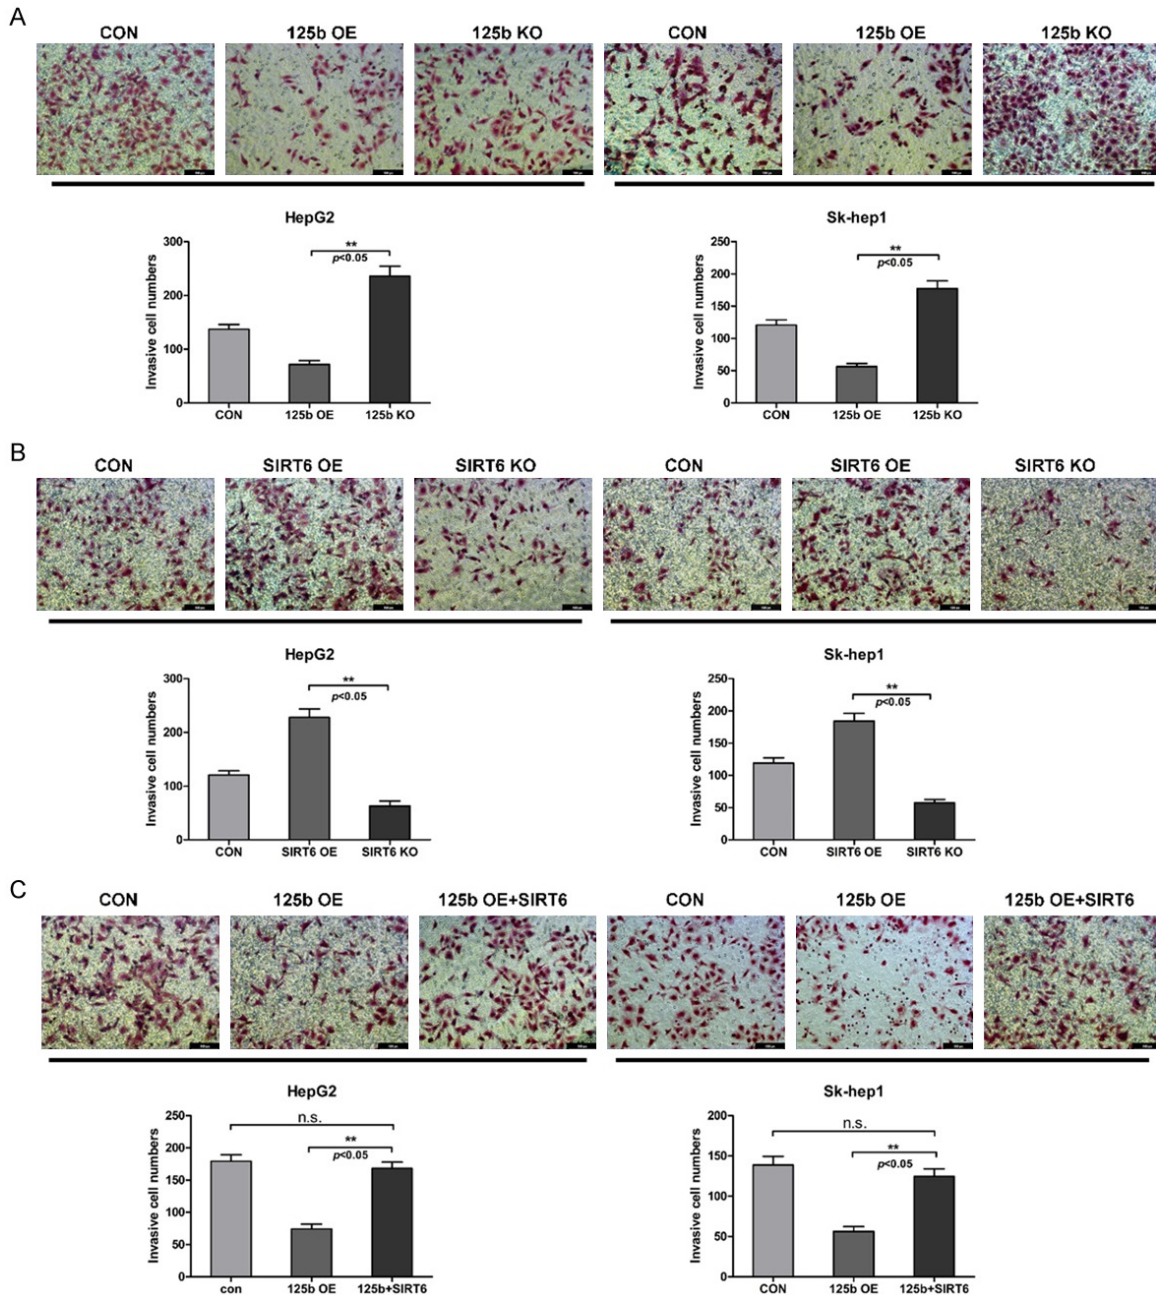 A
CON 125b OE 125b KO CON 125b OE 125b KO
HepG2
Invasive cell numbers
300
200
100
0
**
p<0.05
CON 125b OE 125b KO
Sk-hep1
Invasive cell numbers
250
200
150
100
50
0
**
p<0.05
CON 125b OE 125b KO
B
CON SIRT6 OE SIRT6 KO CON SIRT6 OE SIRT6 KO
HepG2
Invasive cell numbers
300
200
100
0
**
p<0.05
CON SIRT6 OE SIRT6 KO
Sk-hep1
Invasive cell numbers
250
200
150
100
50
0
**
p<0.05
CON SIRT6 OE SIRT6 KO
C
CON 125b OE 125b OE+SIRT6 CON 125b OE 125b OE+SIRT6
HepG2
Invasive cell numbers
250
200
150
100
50
0
n.s.
**
p<0.05
con 125b OE 125b+SIRT6
Sk-hep1
Invasive cell numbers
200
150
100
50
0
n.s.
**
p<0.05
CON 125b OE 125b+SIRT6